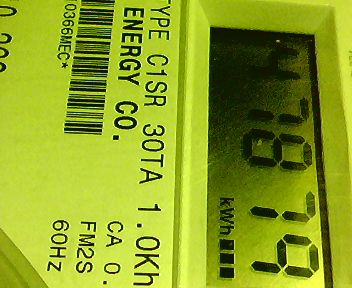 47879
kWh
TYPE C1SR 30TA 1.0Kh
ENERGY CO. CA 0.
FM2S
60Hz
0366MEC*